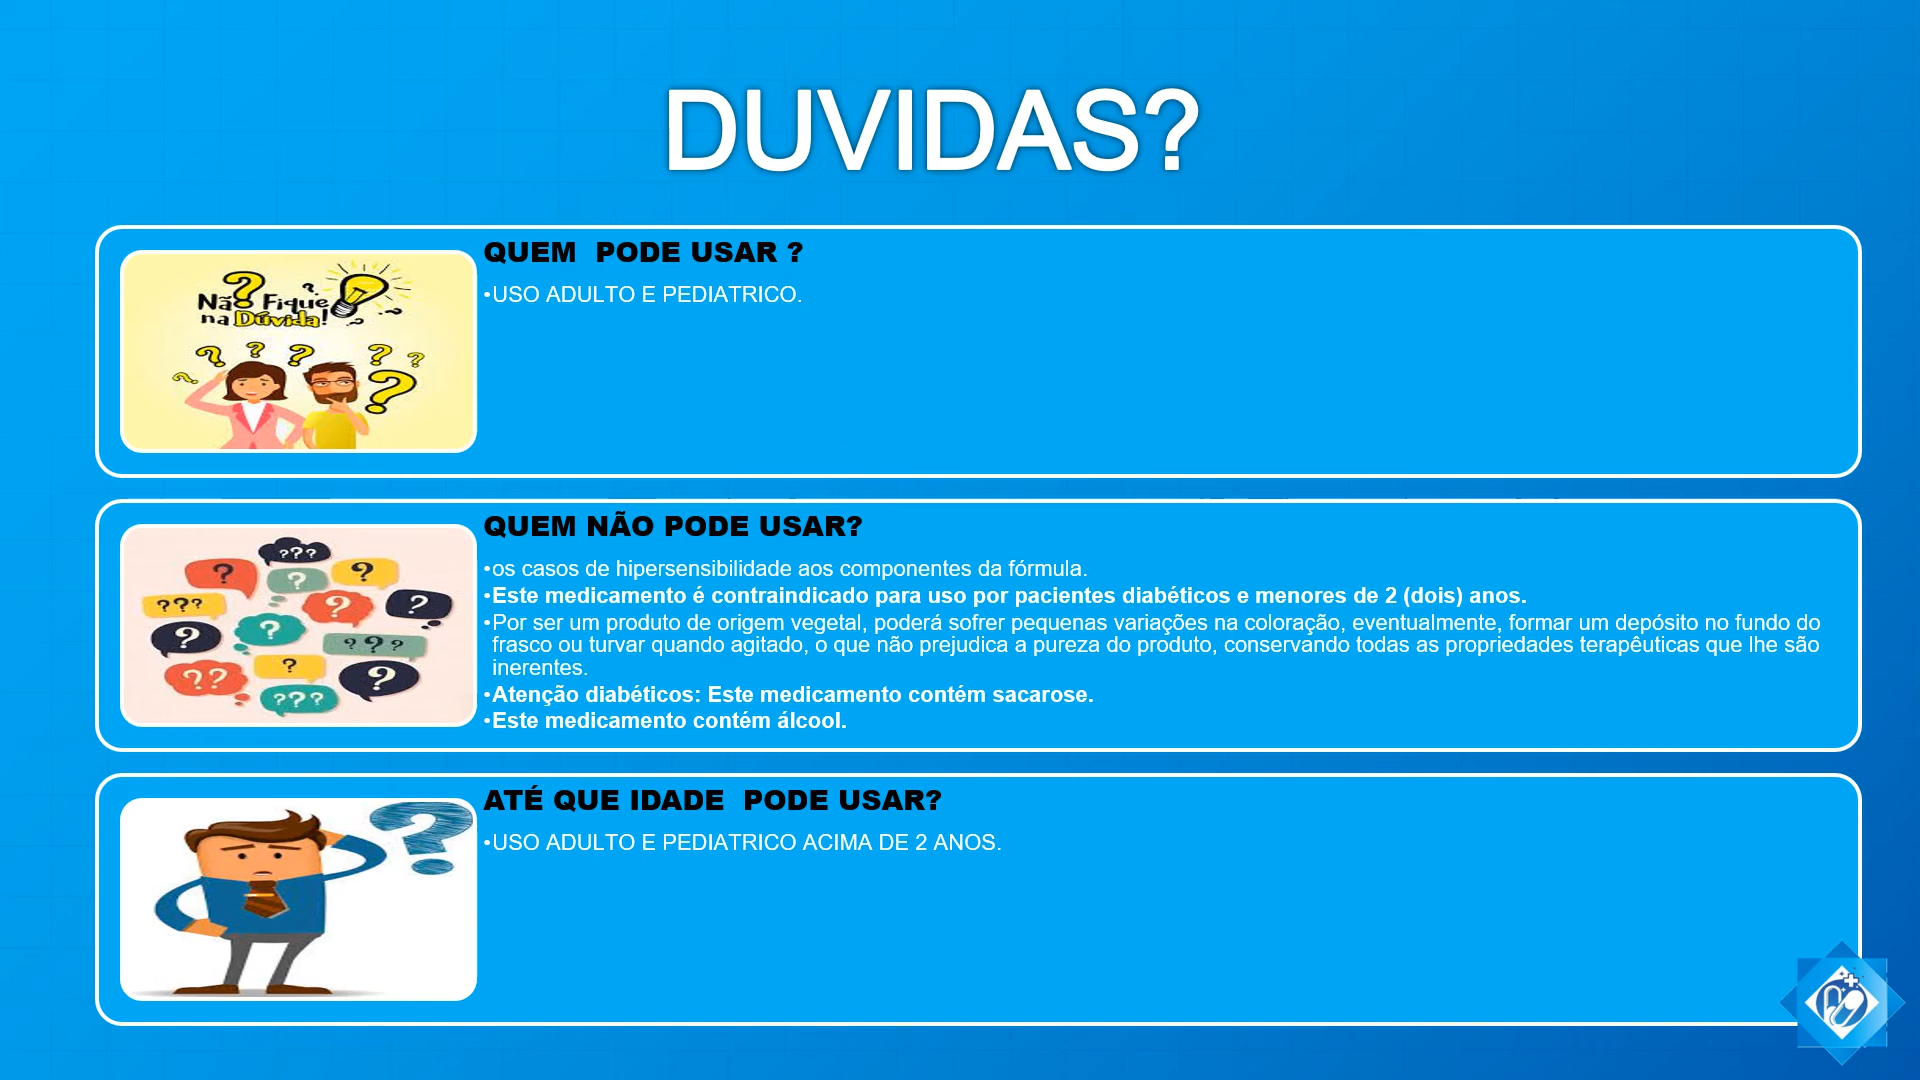 DUVIDAS?
QUEM  PODE USAR ?
•USO ADULTO E PEDIATRICO.
Não Fique
na Dúvida!
QUEM NÃO PODE USAR?
•os casos de hipersensibilidade aos componentes da fórmula.
•Este medicamento é contraindicado para uso por pacientes diabéticos e menores de 2 (dois) anos.
•Por ser um produto de origem vegetal, poderá sofrer pequenas variações na coloração, eventualmente, formar um depósito no fundo do
frasco ou turvar quando agitado, o que não prejudica a pureza do produto, conservando todas as propriedades terapêuticas que lhe são
inerentes.
•Atenção diabéticos: Este medicamento contém sacarose.
•Este medicamento contém álcool.
ATÉ QUE IDADE  PODE USAR?
•USO ADULTO E PEDIATRICO ACIMA DE 2 ANOS.